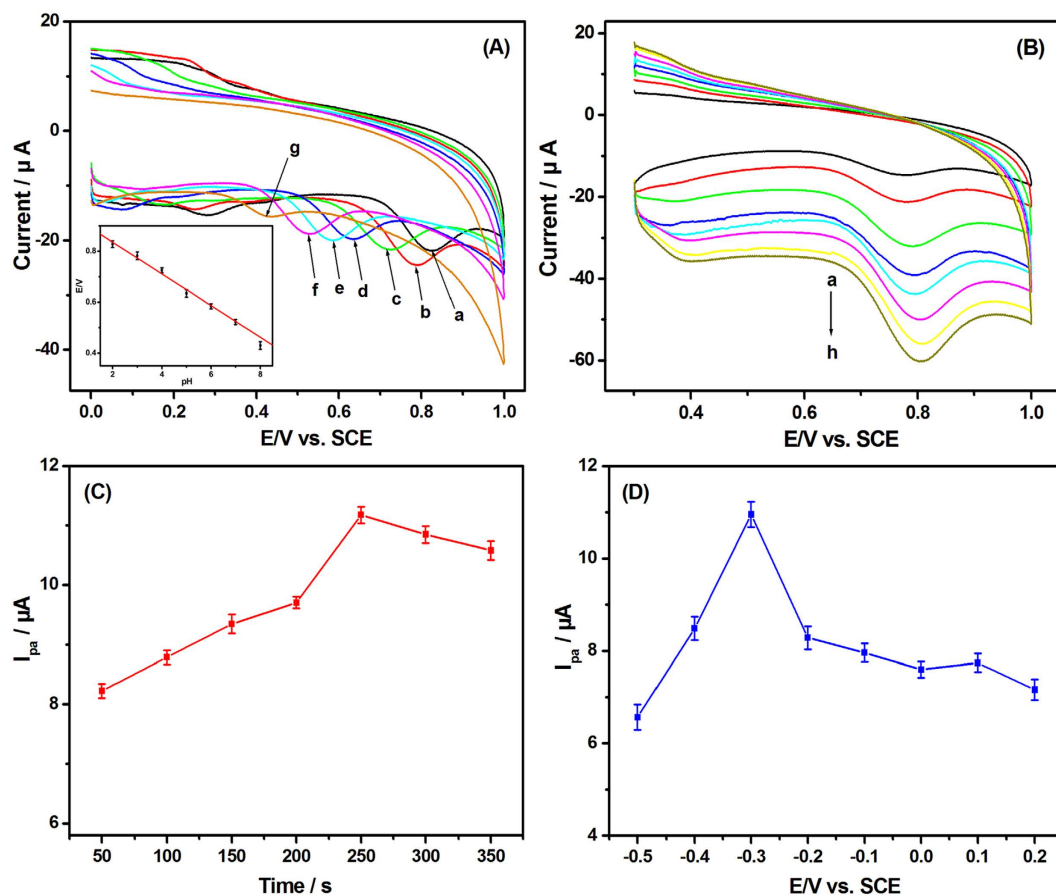 (A)
20
0
-20
-40
Current / µ A
g
f e d c b a
0.8
0.6
0.4
E/V
2 4 6 8
pH
0.0 0.2 0.4 0.6 0.8 1.0
E/V vs. SCE
(B)
20
0
-20
-40
-60
Current / µ A
a
h
0.4 0.6 0.8 1.0
E/V vs. SCE
(C)
12
10
8
6
Ipa / µA
50 100 150 200 250 300 350
Time / s
(D)
12
10
8
6
4
Ipa / µA
-0.5 -0.4 -0.3 -0.2 -0.1 0.0 0.1 0.2
E/V vs. SCE